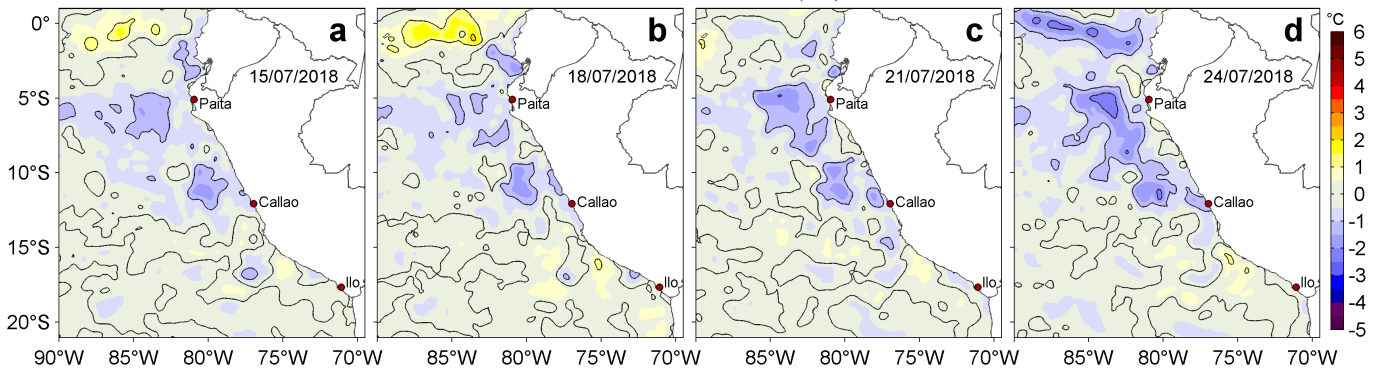 a
b
c
d
°C
15/07/2018
18/07/2018
21/07/2018
24/07/2018
0°
5°S
10°S
15°S
20°S
Paita
Callao
Ilo
Paita
Callao
Ilo
Paita
Callao
Ilo
Paita
Callao
Ilo
90°W 85°W 80°W 75°W 70°W
85°W 80°W 75°W 70°W
85°W 80°W 75°W 70°W
85°W 80°W 75°W 70°W
6
5
4
3
2
1
0
-1
-2
-3
-4
-5